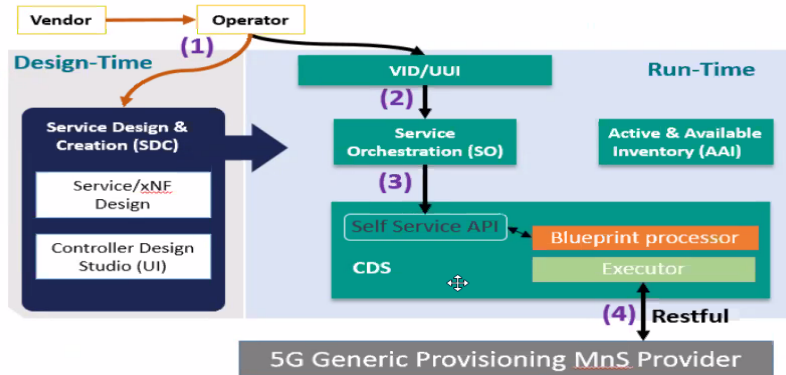 Vendor
Operator
(1)
Design-Time
Run-Time
VID/UUI
(2)
Service Design &
Creation (SDC)
Service
Orchestration (SO)
Active & Available
Inventory (AAI)
Service/xNF
Design
(3)
Self Service API
Blueprint processor
Controller Design
Studio (UI)
CDS
Executor
(4)
Restful
5G Generic Provisioning MnS Provider